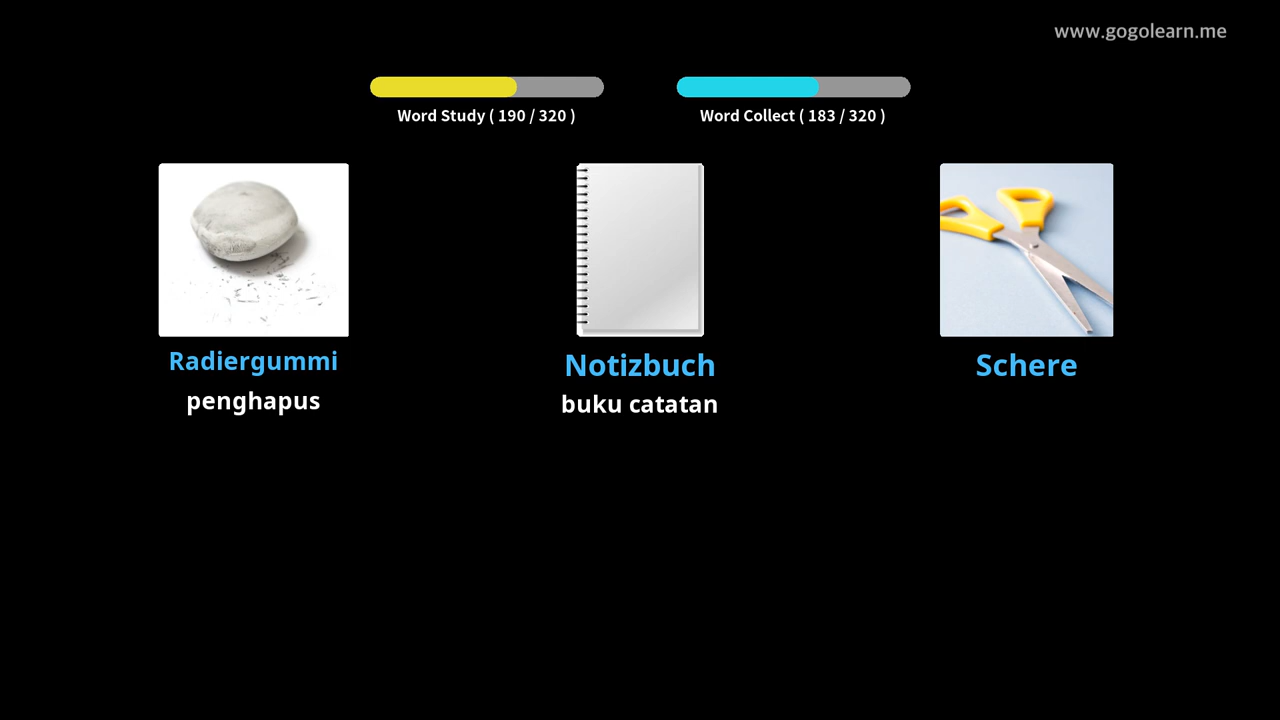 www.gogolearn.me
Word Study ( 190 / 320 )
Word Collect ( 183 / 320 )
Radiergummi
penghapus
Notizbuch
buku catatan
Schere